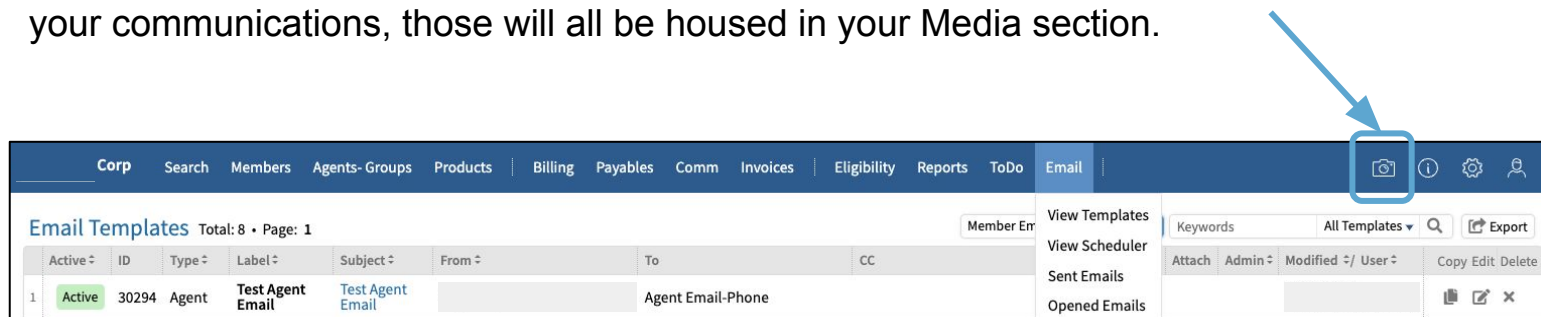 your communications, those will all be housed in your Media section.
Corp Search Members Agents- Groups Products Billing Payables Comm Invoices Eligibility Reports ToDo Email
Email Templates Total: 8 • Page: 1 Member Em View Templates Keywords All Templates Export
View Scheduler
Active ID Type Label Subject From To CC Attach Admin Modified / User Copy Edit Delete
Sent Emails
1 Active 30294 Agent Test Agent Email Test Agent Email Agent Email-Phone
Opened Emails